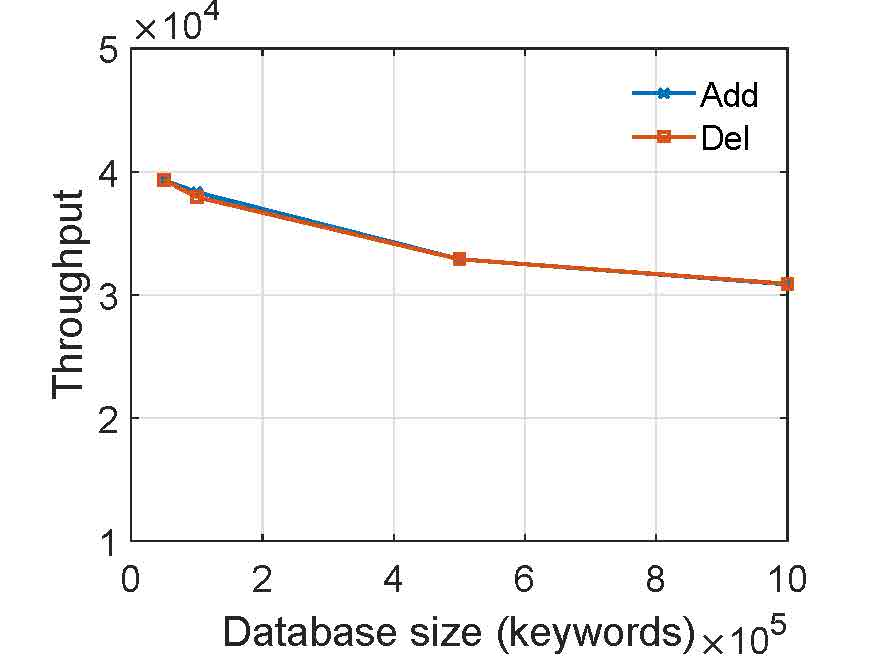 ×10⁴
5
4
3
2
1
Throughput
Add
Del
0 2 4 6 8 10
Database size (keywords) ×10⁵